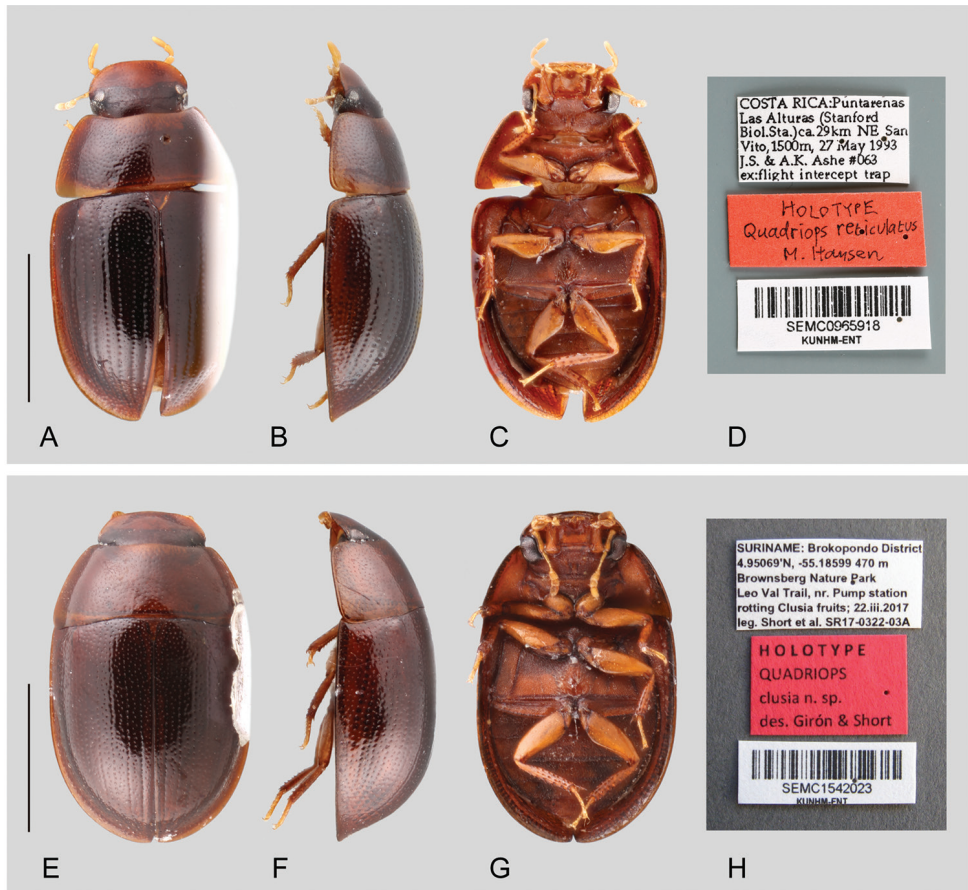 A
B
C
COSTA RICA:Puntarenas
Las Alturas (Stanford
Biol.Sta.)ca.29km NE San
Vito,1500m, 27 May 1993
J.S. & A.K. Ashe #063
ex:flight intercept trap
HOLOTYPE
Quadriops reticulatus
M. Hansen
SEMC0965918
KUNHM-ENT
D
E
F
G
SURINAME: Brokopondo District
4.95069'N, -55.18599 470 m
Brownsberg Nature Park
Leo Val Trail, nr. Pump station
rotting Clusia fruits; 22.iii.2017
leg. Short et al. SR17-0322-03A
HOLOTYPE
QUADRIOPS
clusia n. sp.
des. Girón & Short
SEMC1542023
KUNHM-ENT
H